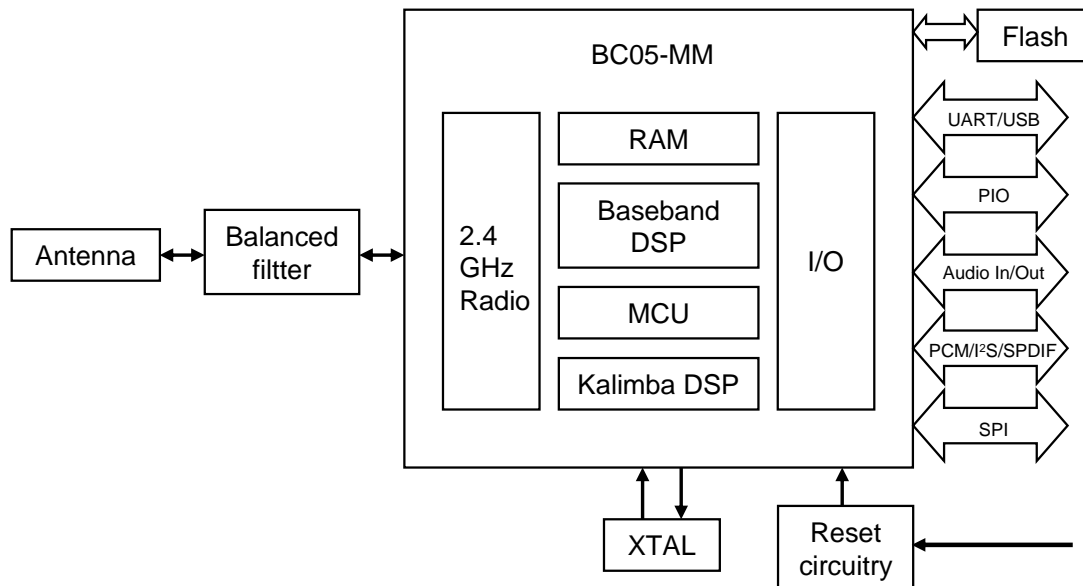 BC05-MM
Flash
UART/USB
PIO
Audio In/Out
PCM/I²S/SPDIF
SPI
RAM
Baseband
DSP
MCU
Kalimba DSP
2.4
GHz
Radio
I/O
Antenna
Balanced
filtter
XTAL
Reset
circuitry